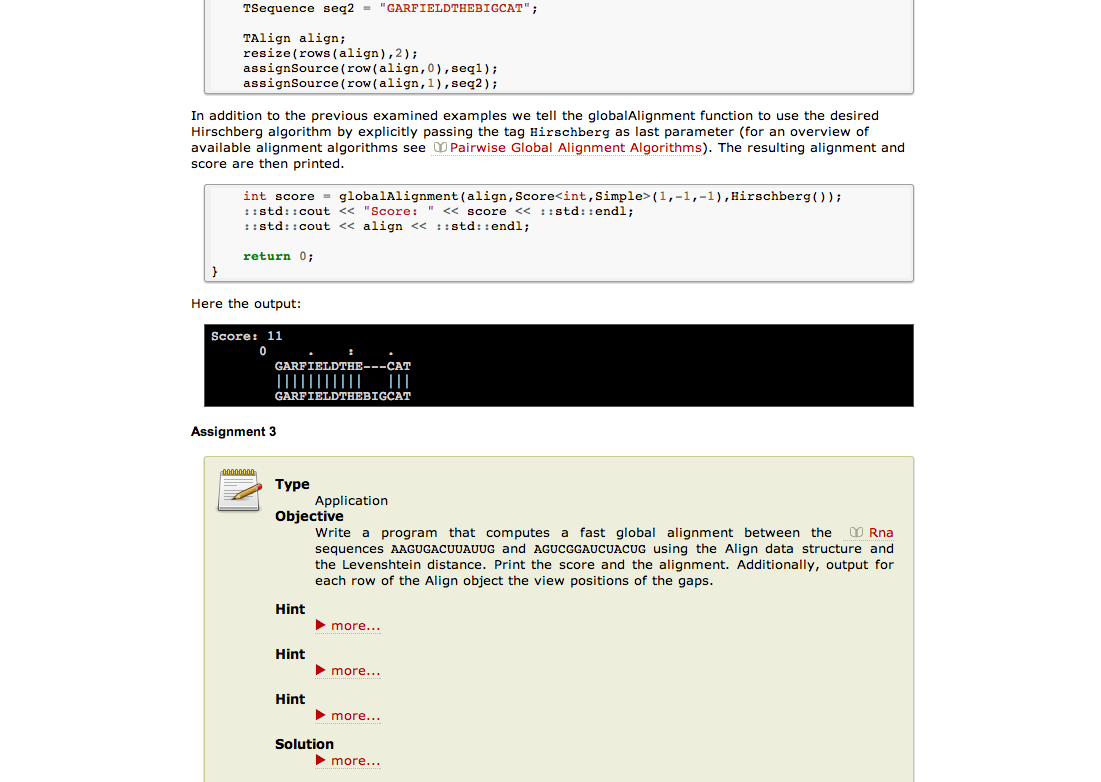 TSequence seq2 = "GARFIELDTHEBIGCAT";
TAlign align;
resize(rows(align),2);
assignSource(row(align,0),seq1);
assignSource(row(align,1),seq2);
In addition to the previous examined examples we tell the globalAlignment function to use the desired
Hirschberg algorithm by explicitly passing the tag Hirschberg as last parameter (for an overview of
available alignment algorithms see Pairwise Global Alignment Algorithms). The resulting alignment and
score are then printed.
int score = globalAlignment(align,Score<int,Simple>(1,-1,-1),Hirschberg());
::std::cout << "Score: " << score << ::std::endl;
::std::cout << align << ::std::endl;
return 0;
}
Here the output:
Score: 11
0 . : .
GARFIELDTHE---CAT
||||||||||| |||
GARFIELDTHEBIGCAT
Assignment 3
Type
Application
Objective
Write a program that computes a fast global alignment between the Rna
sequences AAGUGACUUAUUG and AGUCGGAUCUACUG using the Align data structure and
the Levenshtein distance. Print the score and the alignment. Additionally, output for
each row of the Align object the view positions of the gaps.
Hint
more...
Hint
more...
Hint
more...
Solution
more...